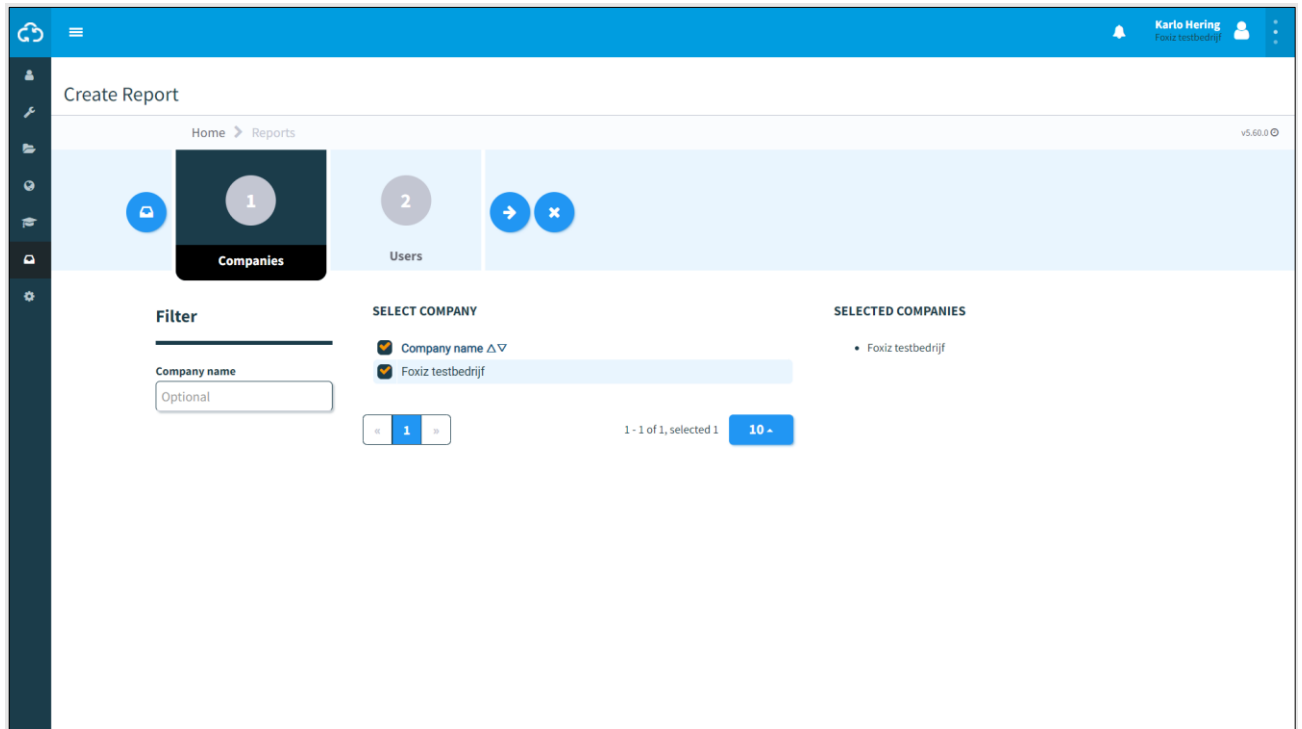 Karlo Hering
Foxiz testbedrijf
Create Report
Home Reports
v5.60.0
1
2
Companies
Users
Filter
SELECT COMPANY
SELECTED COMPANIES
Company name
Foxiz testbedrijf
• Foxiz testbedrijf
Company name
Optional
« 1 »
1 - 1 of 1, selected 1
10